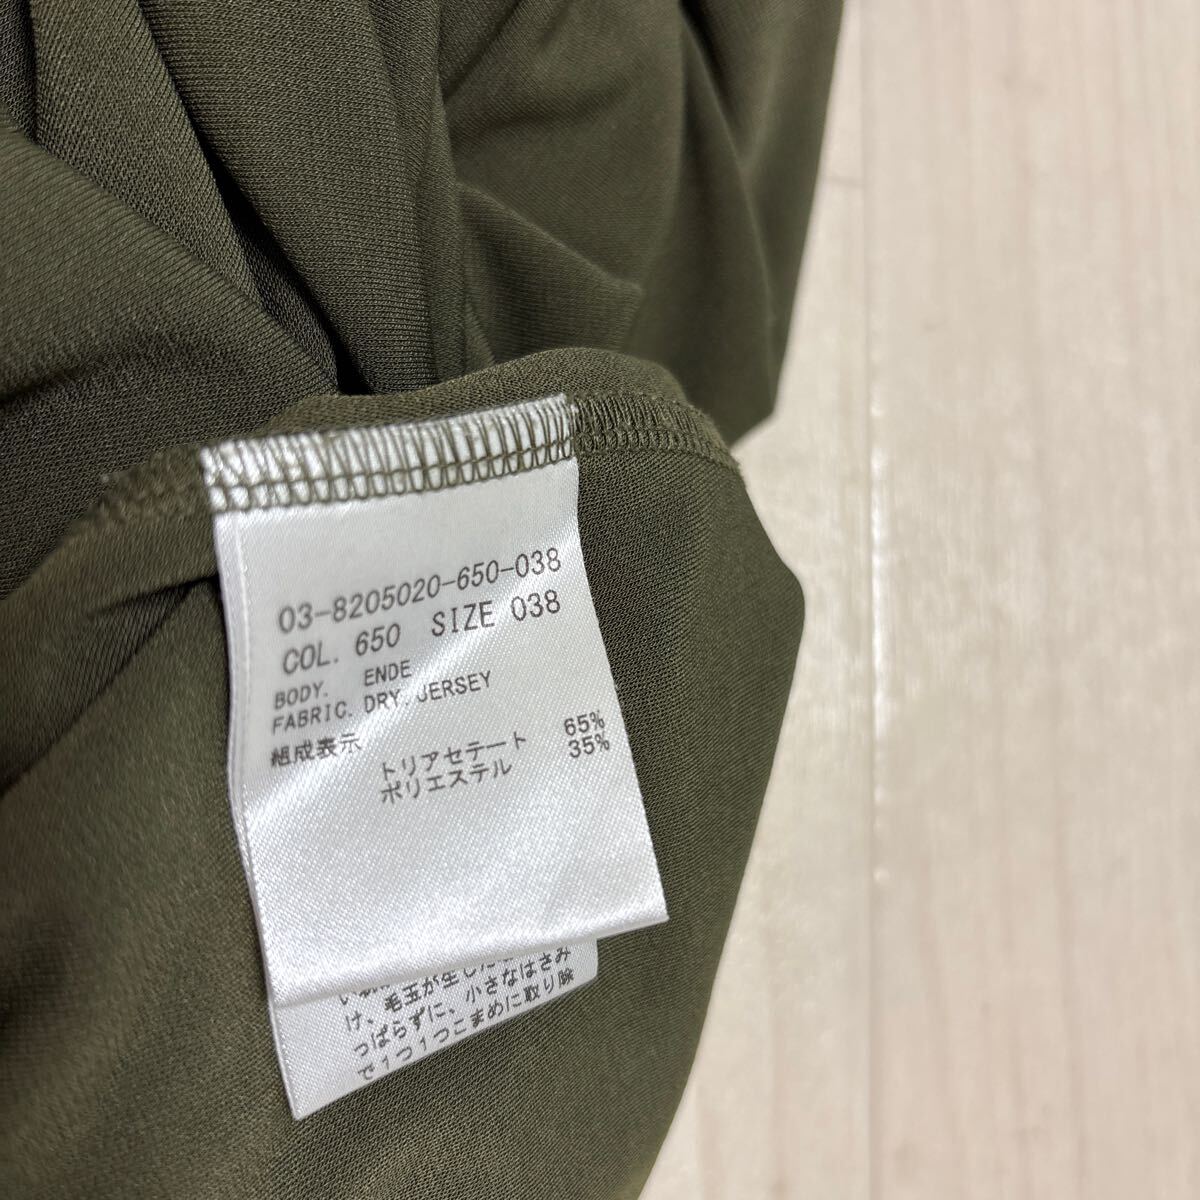 03-8205020-650-038
COL. 650 SIZE 038
BODY. ENDE
FABRIC. DRY. JERSEY
組成表示
トリアセテート 65%
ポリエステル 35%
け、毛玉が生じた
っぱらずに、小さなはさみ
で1つ1つこまめに取り除